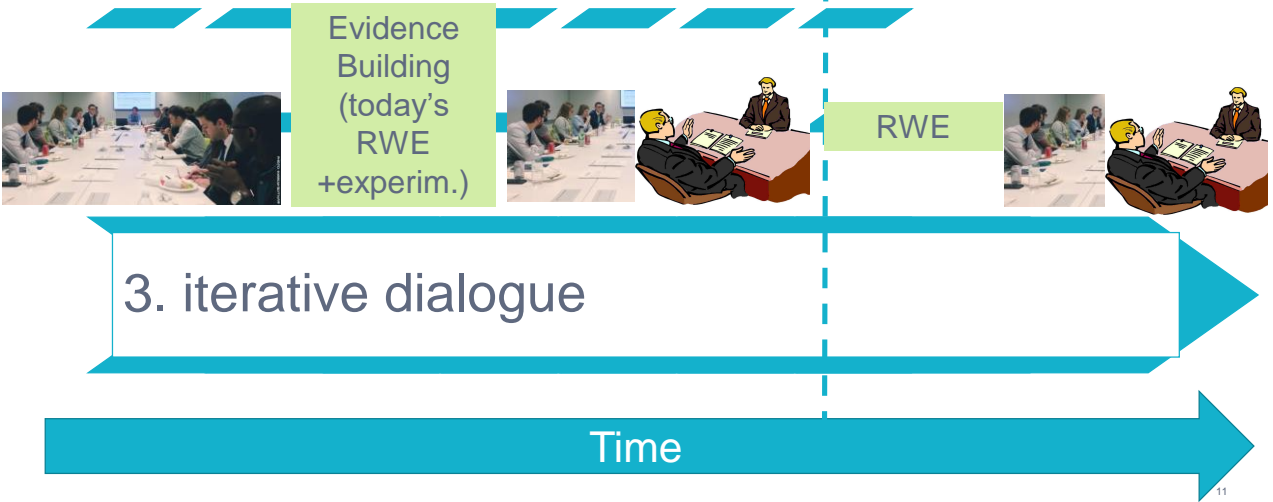 Evidence
Building
(today's
RWE
+experim.)
RWE
3. iterative dialogue
Time
11